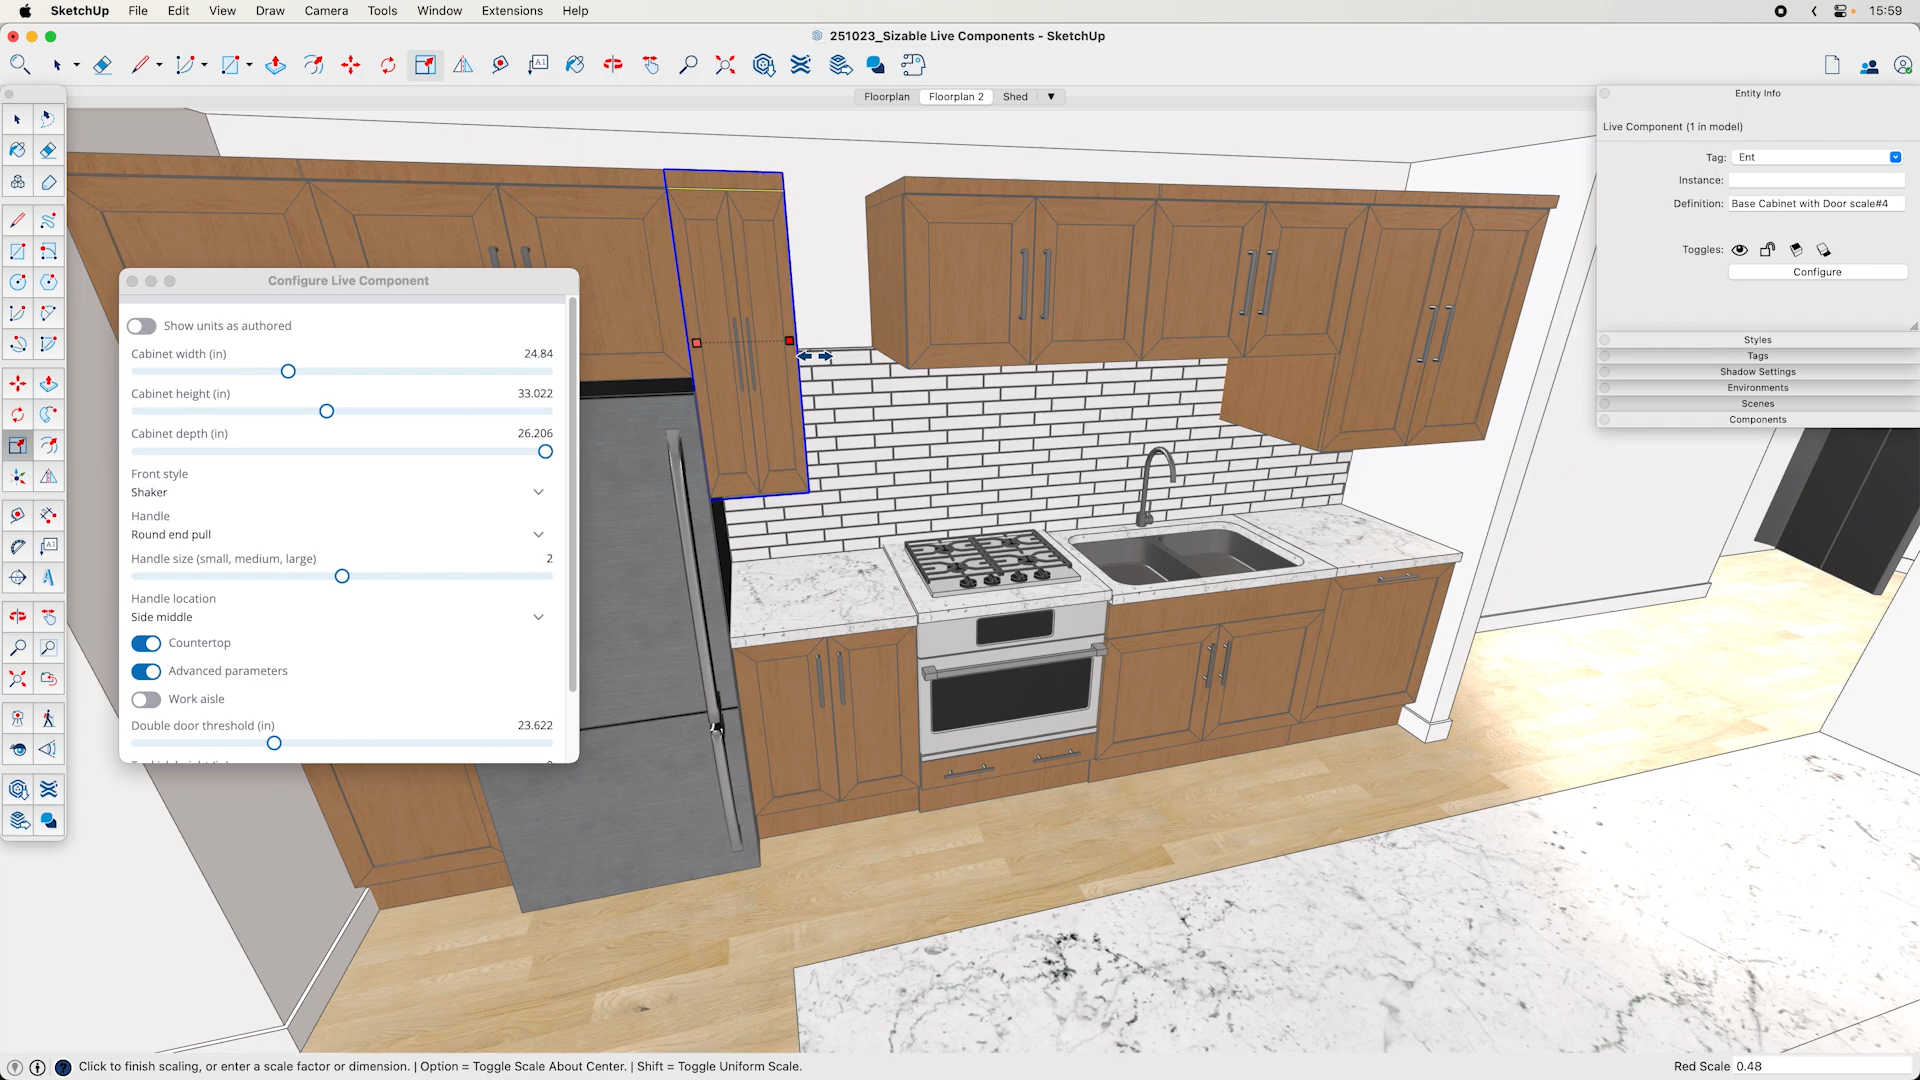 SketchUp File Edit View Draw Camera Tools Window Extensions Help 15:59
251023_Sizable Live Components - SketchUp
Floorplan Floorplan 2 Shed
Entity Info
Live Component (1 in model)
Tag: Ent
Instance:
Definition: Base Cabinet with Door scale#4
Toggles:
Configure
Styles
Tags
Shadow Settings
Environments
Scenes
Components
Configure Live Component
Show units as authored
Cabinet width (in) 24.84
Cabinet height (in) 33.022
Cabinet depth (in) 26.206
Front style
Shaker
Handle
Round end pull
Handle size (small, medium, large) 2
Handle location
Side middle
Countertop
Advanced parameters
Work aisle
Double door threshold (in) 23.622
Click to finish scaling, or enter a scale factor or dimension. | Option = Toggle Scale About Center. | Shift = Toggle Uniform Scale. Red Scale 0.48